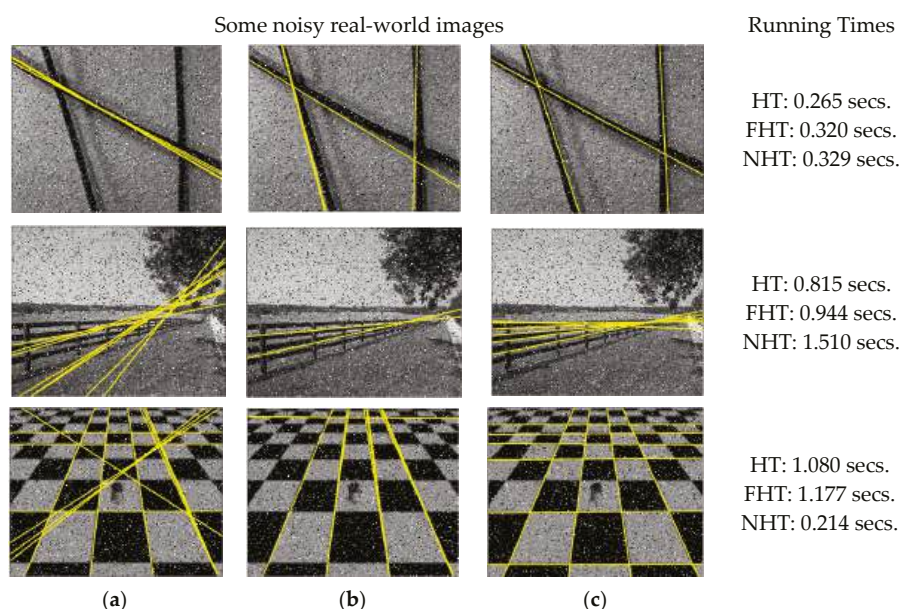 Some noisy real-world images
Running Times
HT: 0.265 secs.
FHT: 0.320 secs.
NHT: 0.329 secs.
HT: 0.815 secs.
FHT: 0.944 secs.
NHT: 1.510 secs.
HT: 1.080 secs.
FHT: 1.177 secs.
NHT: 0.214 secs.
(a)
(b)
(c)